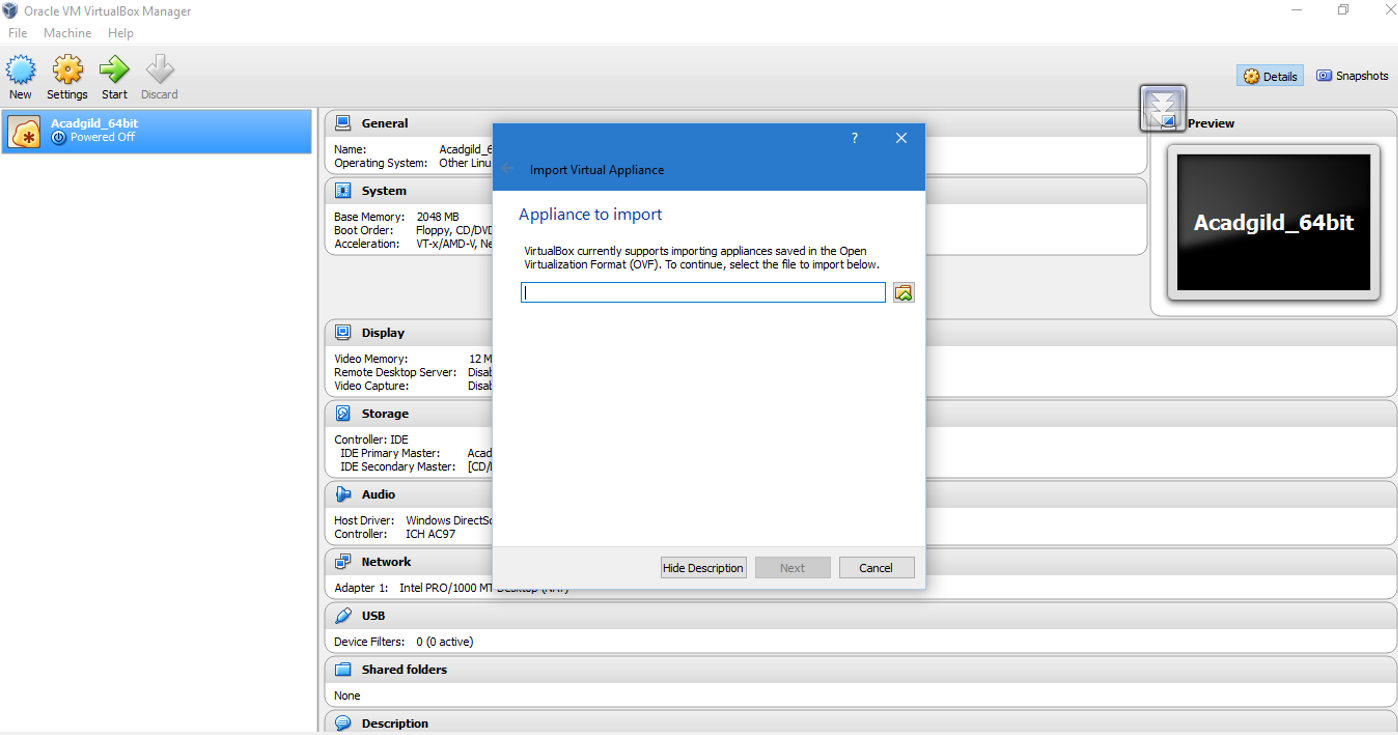 Oracle VM VirtualBox Manager
File Machine Help
New Settings Start Discard
Details Snapshots
Acadgild_64bit
Powered Off
General
Name: Acadgild_6
Operating System: Other Linu
System
Base Memory: 2048 MB
Boot Order: Floppy, CD/DVD
Acceleration: VT-x/AMD-V, Ne
Preview
Acadgild_64bit
Display
Video Memory: 12 M
Remote Desktop Server: Disab
Video Capture: Disab
Storage
Controller: IDE
IDE Primary Master: Acad
IDE Secondary Master: [CD/
Audio
Host Driver: Windows DirectSo
Controller: ICH AC97
Network
Adapter 1: Intel PRO/1000 MT Desktop (NAT)
USB
Device Filters: 0 (0 active)
Shared folders
None
Description
?
Import Virtual Appliance
Appliance to import
VirtualBox currently supports importing appliances saved in the Open
Virtualization Format (OVF). To continue, select the file to import below.
Hide Description Next Cancel